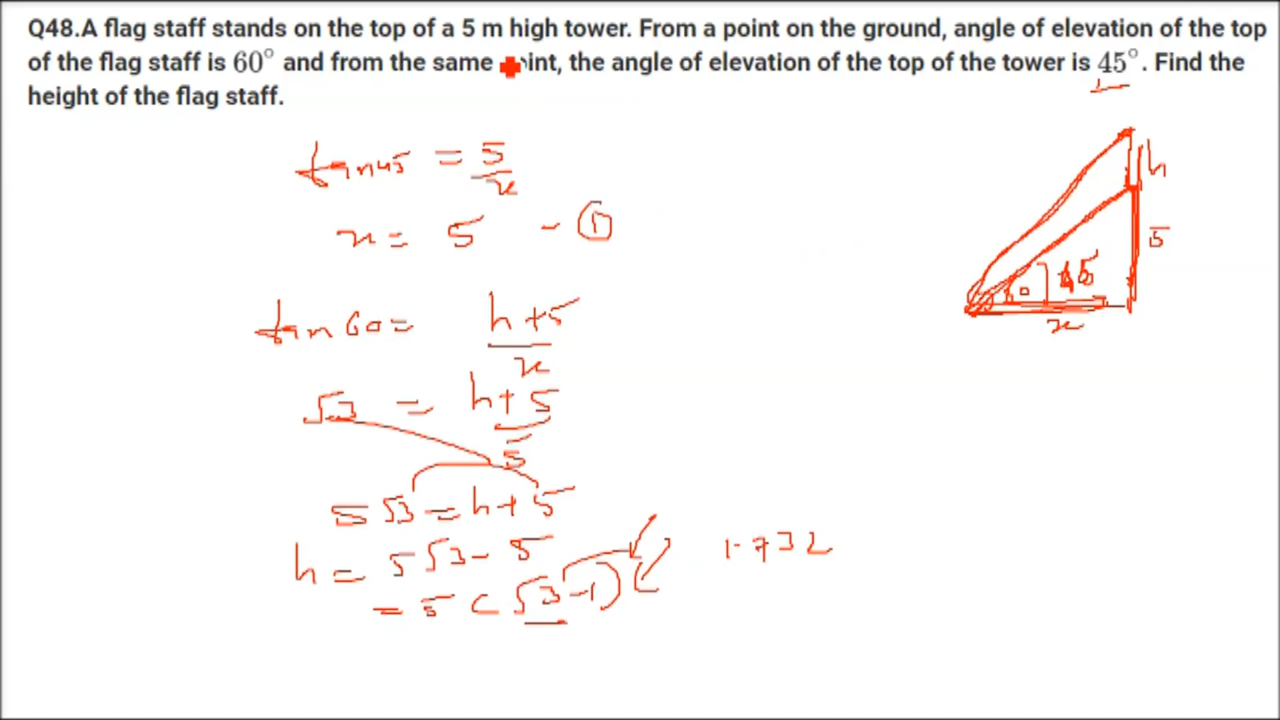 Q48.A flag staff stands on the top of a 5 m high tower. From a point on the ground, angle of elevation of the top
of the flag staff is 60° and from the same point, the angle of elevation of the top of the tower is 45°. Find the
height of the flag staff.
tan45 = 5/x
x = 5 - ①
tan60 = h+5/x
√3 = h+5/5
5√3 = h+5
h = 5√3-5
= 5(√3-1)
1.732
h
5
60
45
x